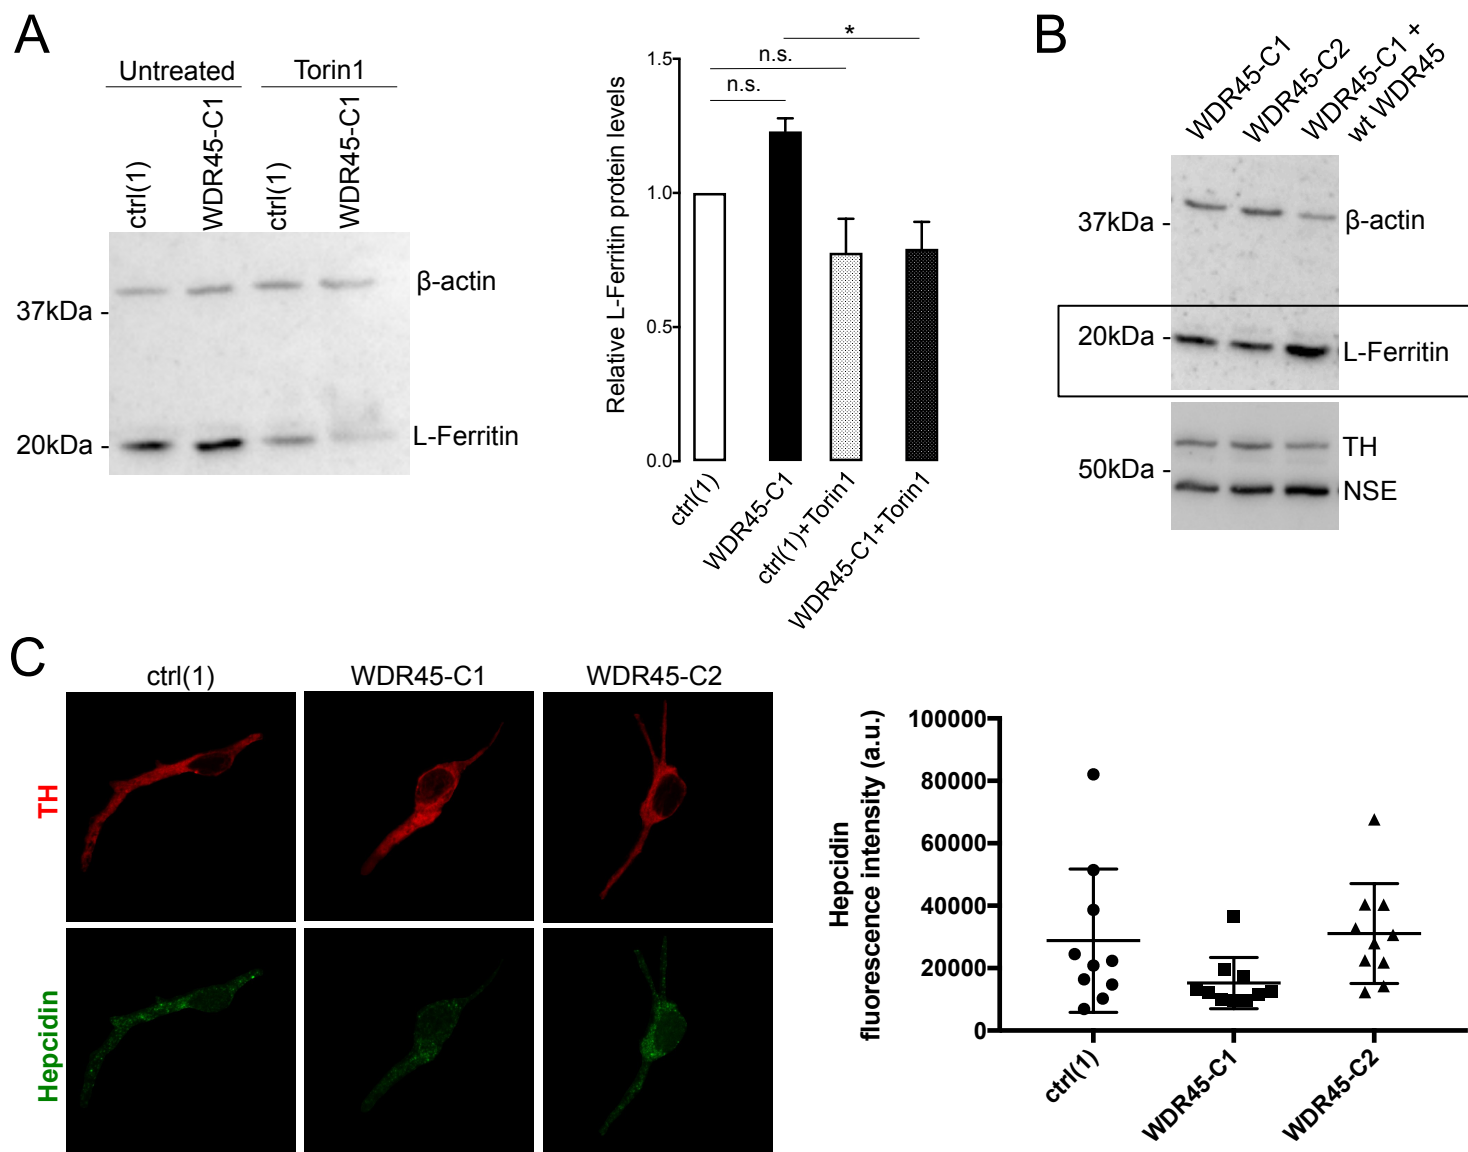 A
Untreated
Torin1
ctrl(1)
WDR45-C1
ctrl(1)
WDR45-C1
37kDa -
β-actin
20kDa -
L-Ferritin
Relative L-Ferritin protein levels
1.5
1.0
0.5
0.0
*
n.s.
n.s.
ctrl(1)
WDR45-C1
ctrl(1)+Torin1
WDR45-C1+Torin1
B
WDR45-C1
WDR45-C2
WDR45-C1 +
wt WDR45
37kDa -
β-actin
20kDa -
L-Ferritin
TH
50kDa -
NSE
C
ctrl(1)
WDR45-C1
WDR45-C2
TH
Hepcidin
Hepcidin
fluorescence intensity (a.u.)
100000
80000
60000
40000
20000
0
ctrl(1)
WDR45-C1
WDR45-C2